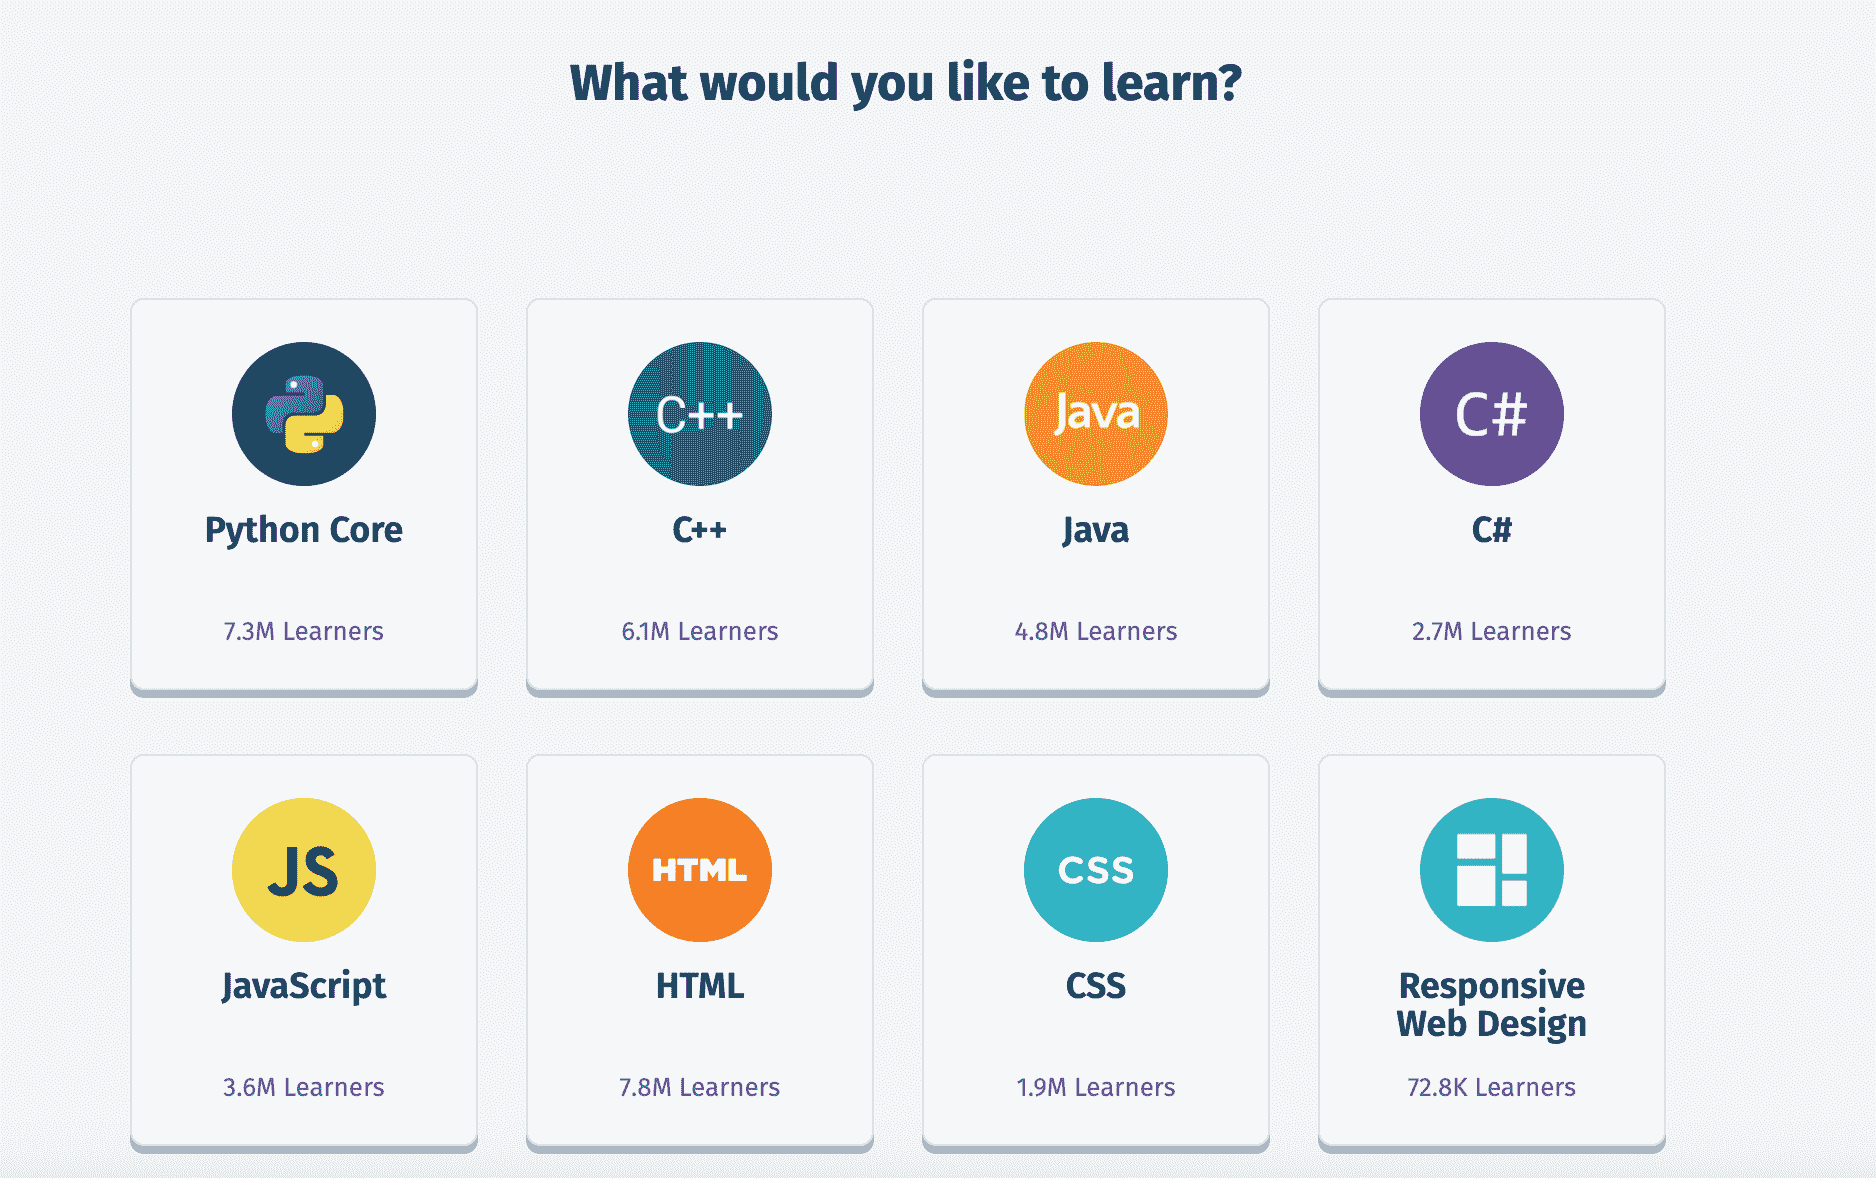 What would you like to learn?
C++
Java
C#
Python Core
C++
Java
C#
7.3M Learners
6.1M Learners
4.8M Learners
2.7M Learners
JS
HTML
CSS
JavaScript
HTML
CSS
Responsive
Web Design
3.6M Learners
7.8M Learners
1.9M Learners
72.8K Learners